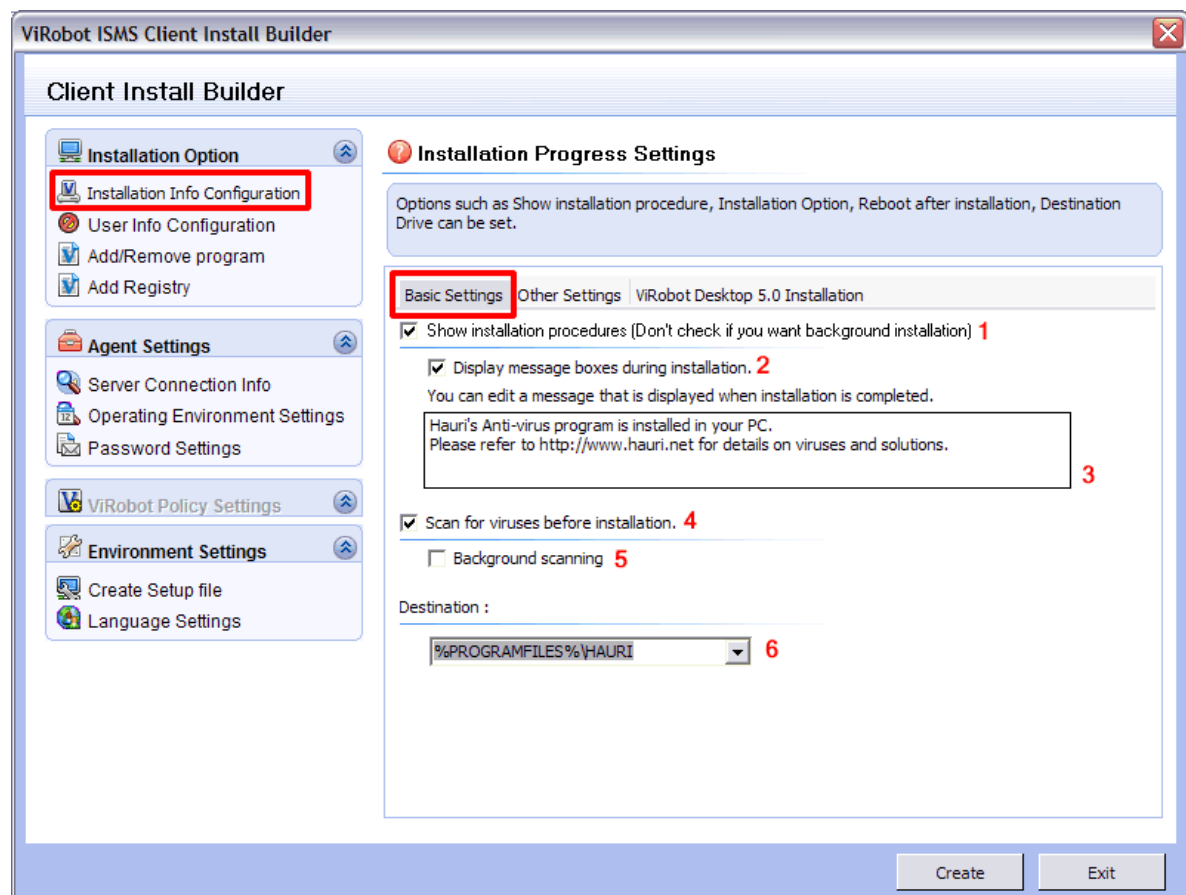 ViRobot ISMS Client Install Builder
Client Install Builder
Installation Option
Installation Info Configuration
User Info Configuration
Add/Remove program
Add Registry
Agent Settings
Server Connection Info
Operating Environment Settings
Password Settings
ViRobot Policy Settings
Environment Settings
Create Setup file
Language Settings
Installation Progress Settings
Options such as Show installation procedure, Installation Option, Reboot after installation, Destination
Drive can be set.
Basic Settings Other Settings ViRobot Desktop 5.0 Installation
Show installation procedures (Don't check if you want background installation) 1
Display message boxes during installation. 2
You can edit a message that is displayed when installation is completed.
Hauri's Anti-virus program is installed in your PC.
Please refer to http://www.hauri.net for details on viruses and solutions.
3
Scan for viruses before installation. 4
Background scanning 5
Destination :
%PROGRAMFILES%\HAURI 6
Create Exit